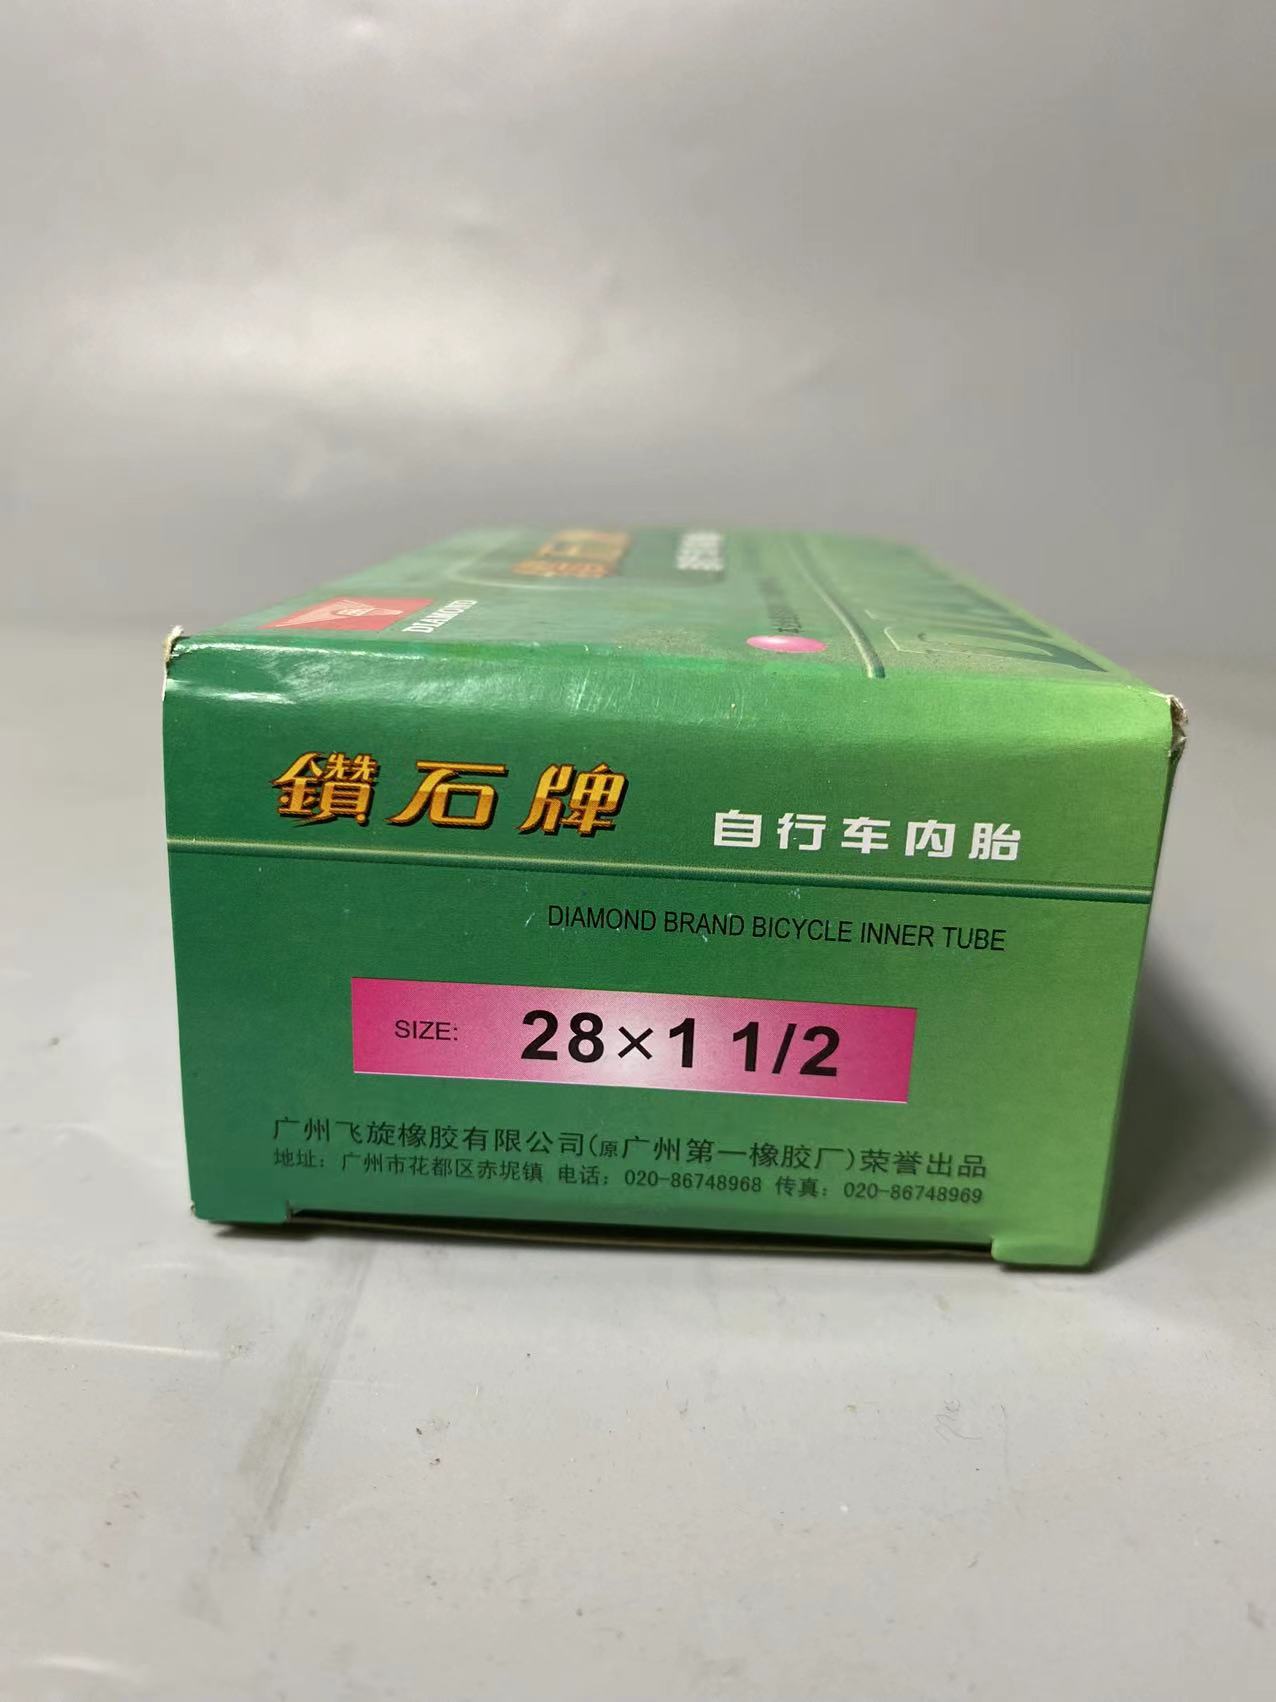 DIAMOND
鑽石牌
自行车内胎
DIAMOND BRAND BICYCLE INNER TUBE
SIZE: 28×1 1/2
广州飞旋橡胶有限公司(原广州第一橡胶厂)荣誉出品
地址：广州市花都区赤坭镇 电话：020-86748968 传真：020-86748969